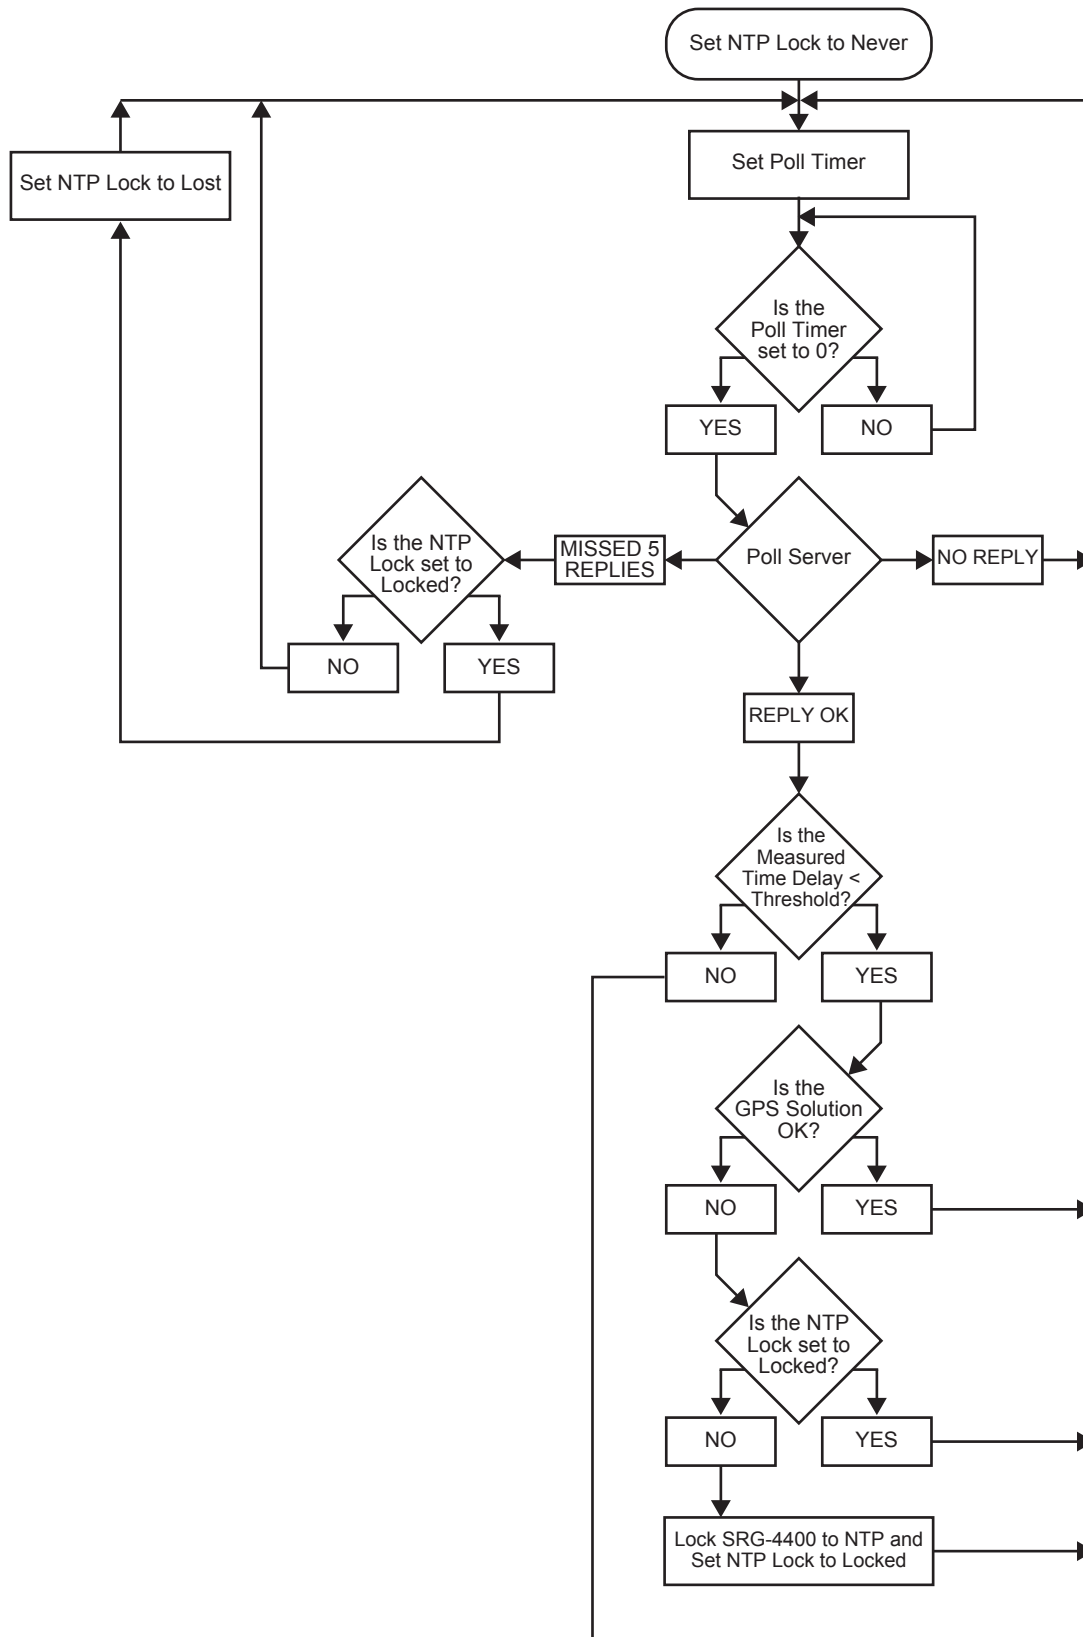 Set NTP Lock to Never
Set Poll Timer
Set NTP Lock to Lost
Is the
Poll Timer
set to 0?
YES
NO
Is the NTP
Lock set to
Locked?
MISSED 5
REPLIES
Poll Server
NO REPLY
NO
YES
REPLY OK
Is the
Measured
Time Delay <
Threshold?
NO
YES
Is the
GPS Solution
OK?
NO
YES
Is the NTP
Lock set to
Locked?
NO
YES
Lock SRG-4400 to NTP and
Set NTP Lock to Locked